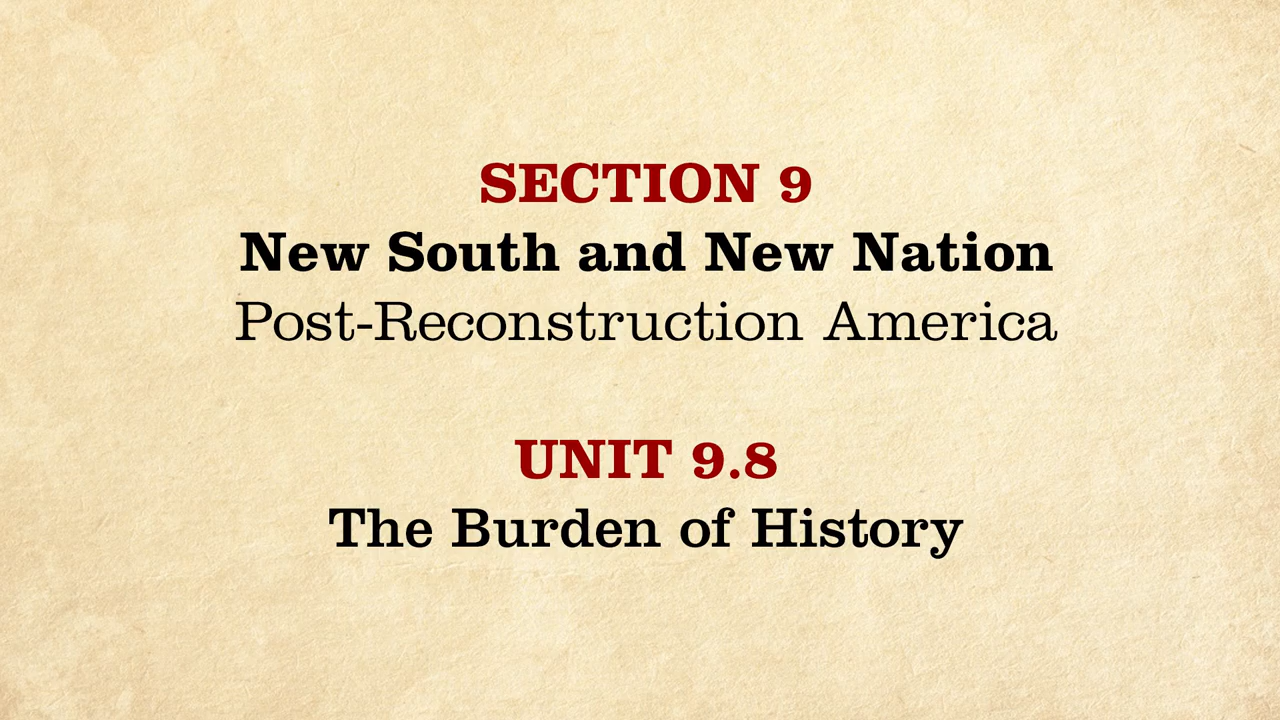 SECTION 9
New South and New Nation
Post-Reconstruction America
UNIT 9.8
The Burden of History